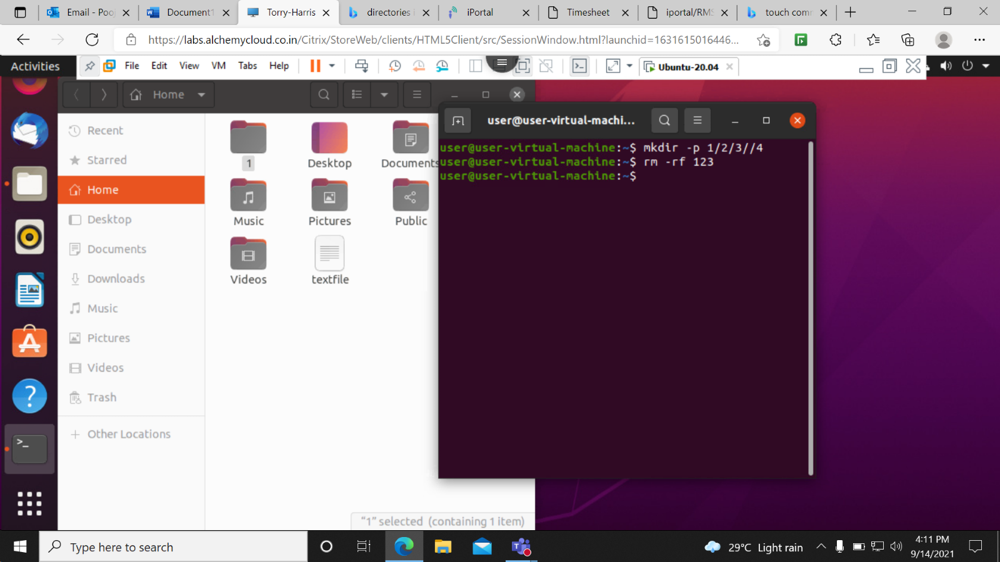 Email - Pooj
Document1
Torry-Harris
directories i
iPortal
Timesheet
iportal/RMS
touch comm
https://labs.alchemycloud.co.in/Citrix/StoreWeb/clients/HTML5Client/src/SessionWindow.html?launchid=1631615016446...
Activities
File Edit View VM Tabs Help
Ubuntu-20.04
Home
user@user-virtual-machi...
Recent
Starred
Home
Desktop
Documents
Downloads
Music
Pictures
Videos
Trash
+ Other Locations
1
Desktop
Documents
Music
Pictures
Public
Videos
textfile
"1" selected (containing 1 item)
user@user-virtual-machine:~$ mkdir -p 1/2/3//4
user@user-virtual-machine:~$ rm -rf 123
user@user-virtual-machine:~$
Type here to search
29°C Light rain
4:11 PM
9/14/2021